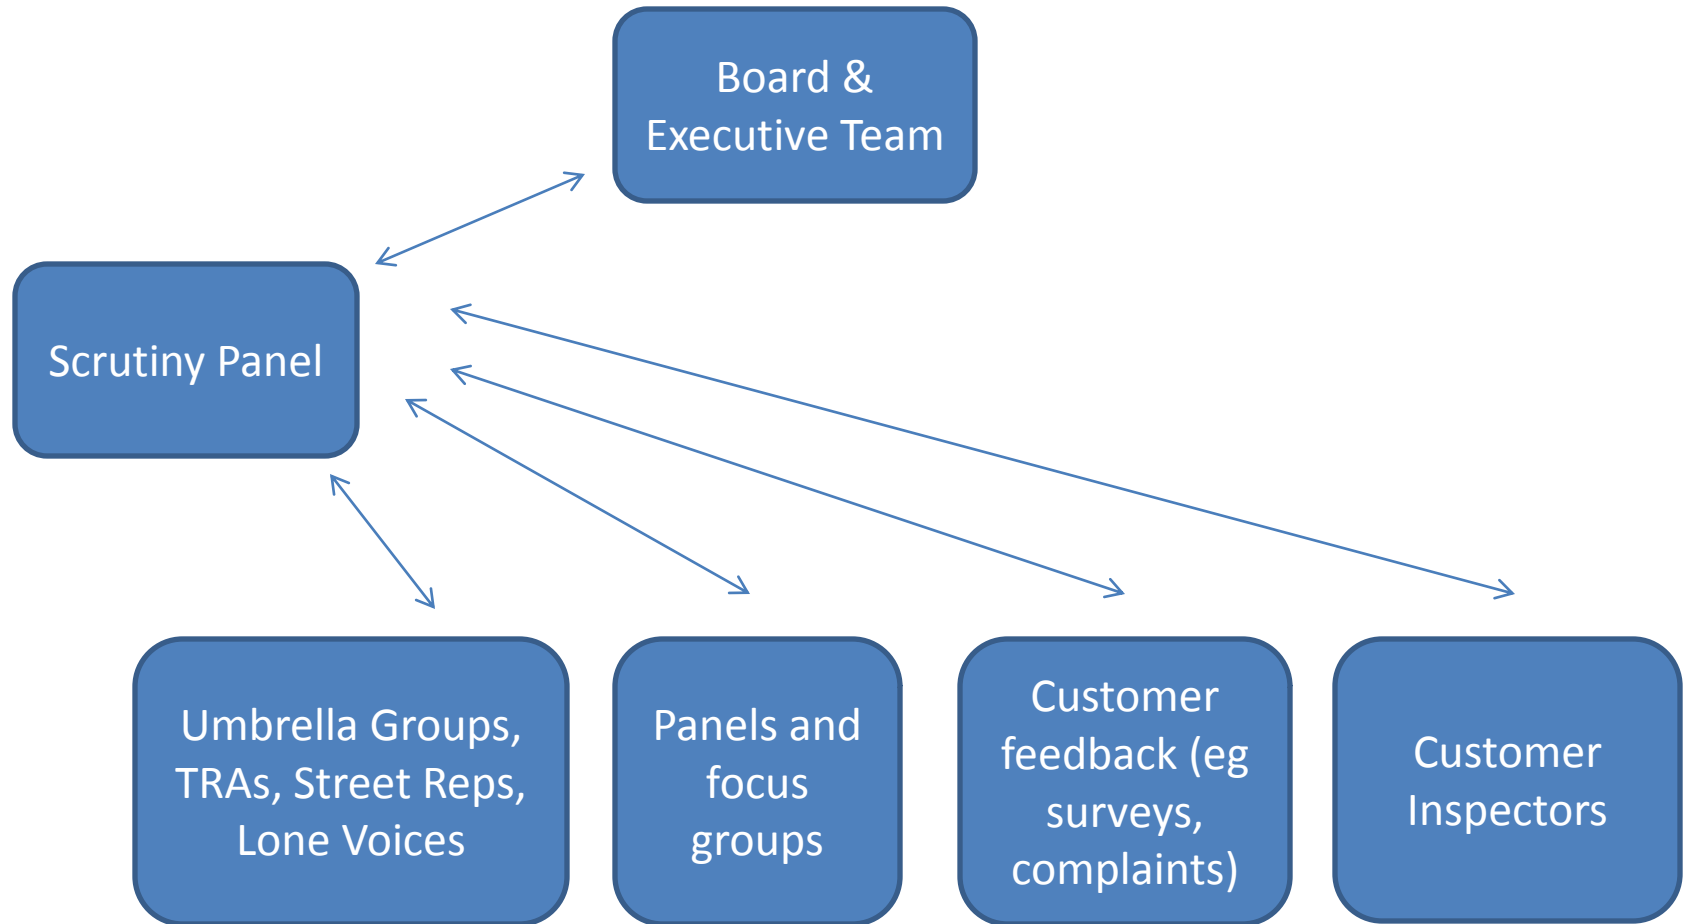 Board &
Executive Team
Scrutiny Panel
Umbrella Groups,
TRAs, Street Reps,
Lone Voices
Panels and
focus
groups
Customer
feedback (eg
surveys,
complaints)
Customer
Inspectors